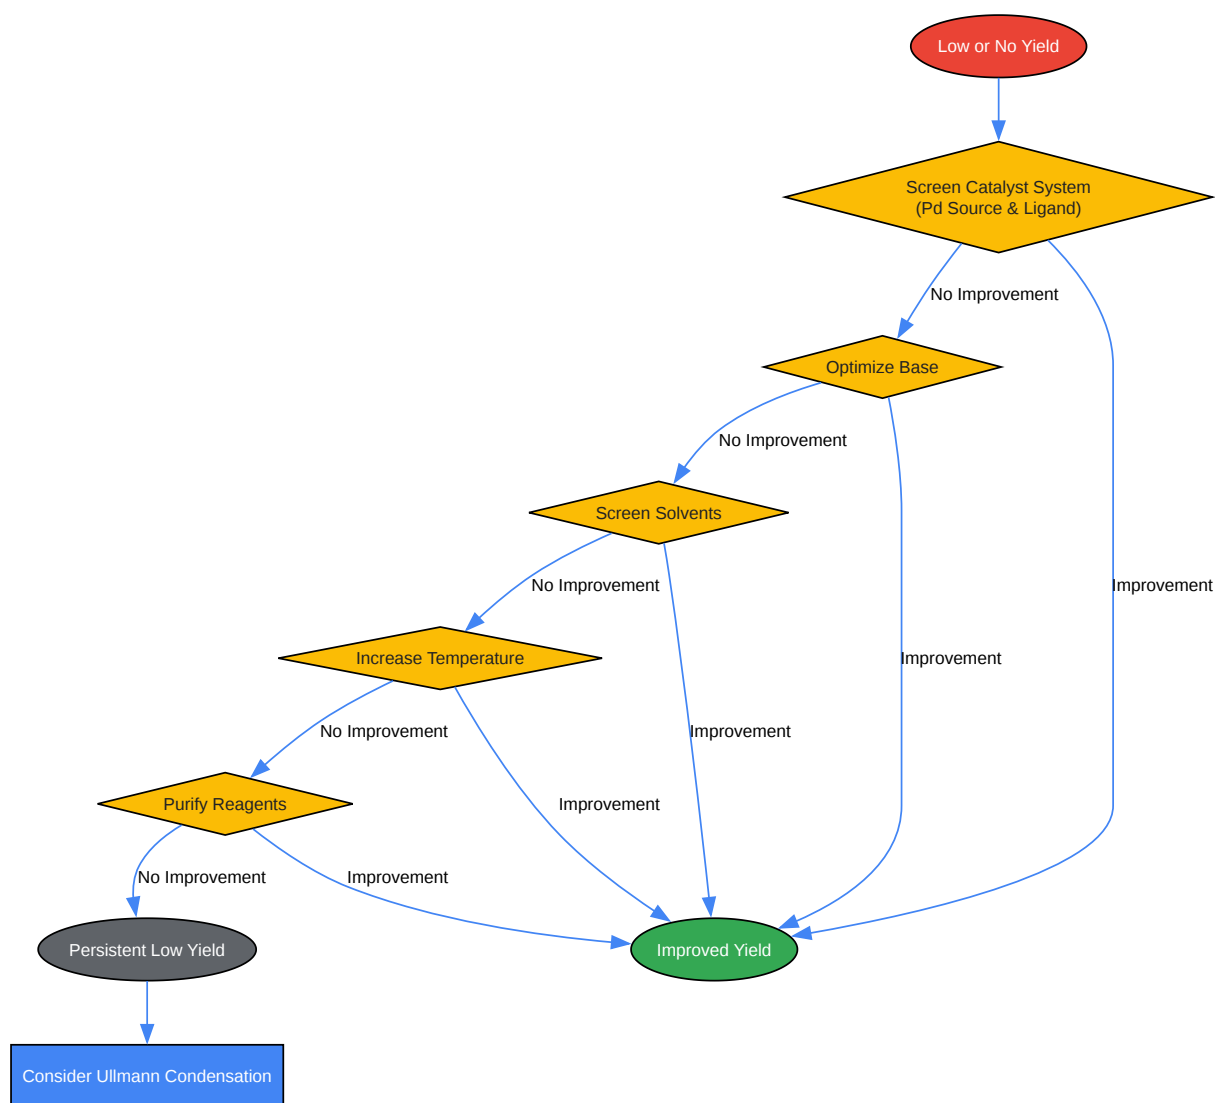 Low or No Yield
Screen Catalyst System
(Pd Source & Ligand)
No Improvement
Optimize Base
No Improvement
Screen Solvents
No Improvement
Improvement
Increase Temperature
Improvement
No Improvement
Improvement
Purify Reagents
Improvement
No Improvement
Improvement
Persistent Low Yield
Improved Yield
Consider Ullmann Condensation